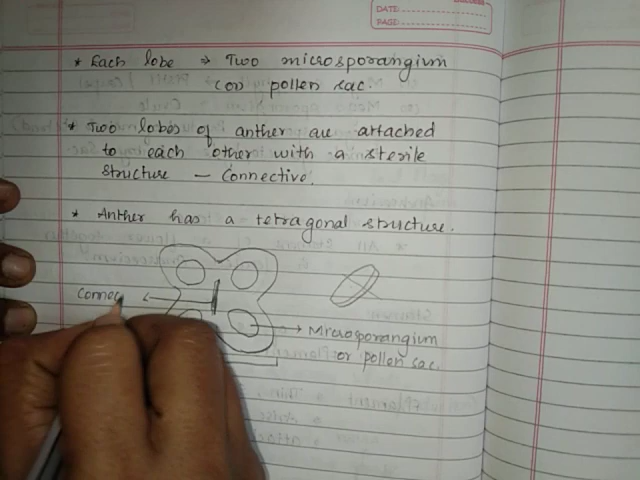 DATE:
PAGE:
* Each lobe → Two microsporangium
(or) pollen sac.
* Two lobes of anther are attached
to each other with a sterile
structure - Connective.
* Anther has a tetragonal structure.
Connec
Microsporangium
or pollen sac.